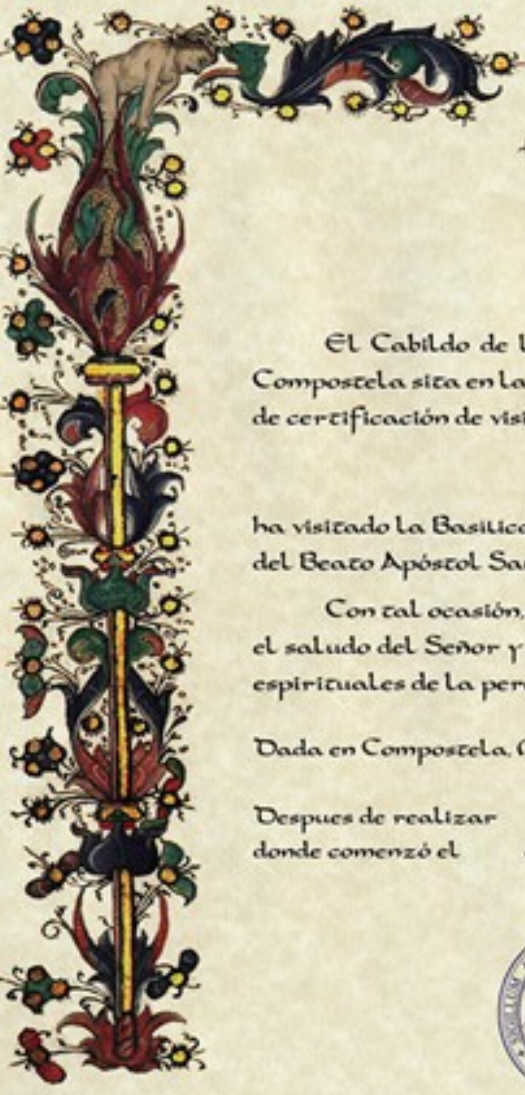 El Cabildo de l
Compostela sita en la
de certificación de visi
ha visitado la Basilica
del Beato Apóstol Sa
Con tal ocasión,
el saludo del Señor y
espirituales de la per
Dada en Compostela,
Despues de realizar
donde comenzó el
SIGILLUM